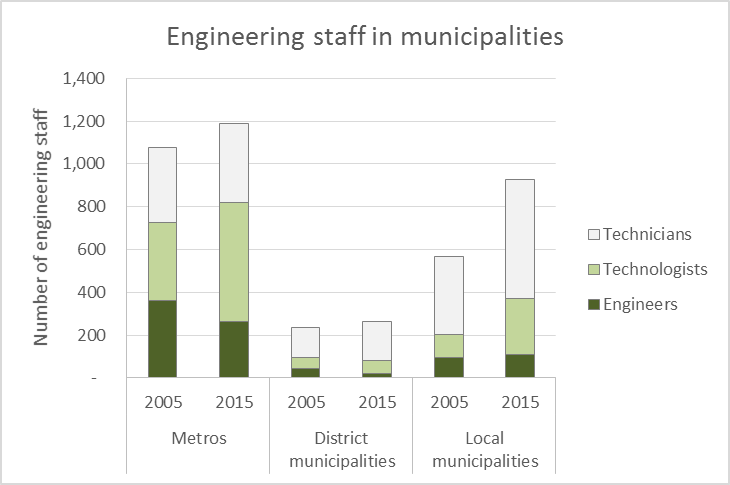 Engineering staff in municipalities
Number of engineering staff
1,400
1,200
1,000
800
600
400
200
-
2005 2015 2005 2015 2005 2015
Metros District municipalities Local municipalities
Technicians
Technologists
Engineers